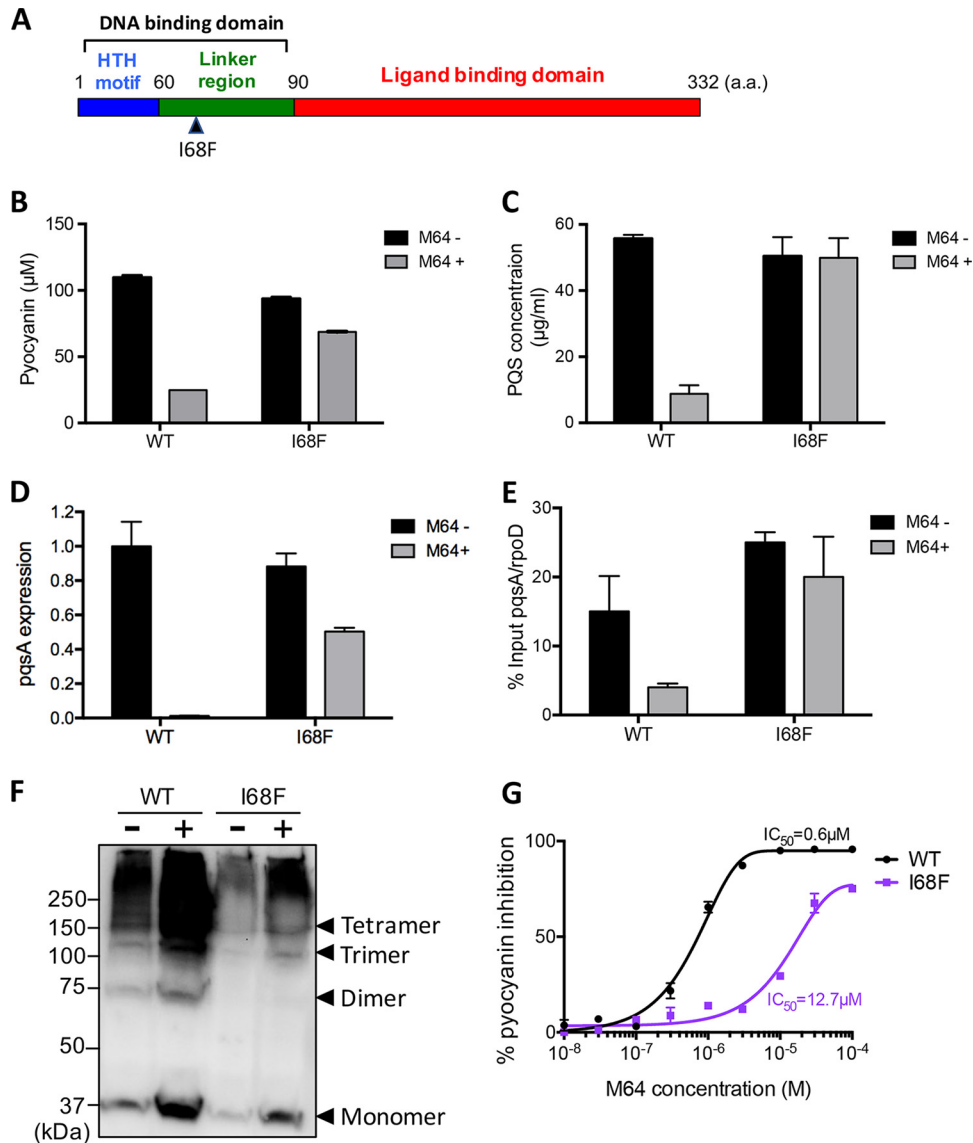 A
DNA binding domain
HTH motif
Linker region
1
60
90
Ligand binding domain
332 (a.a.)
I68F
B
Pyocyanin (µM)
150
100
50
0
WT
I68F
M64 -
M64 +
C
PQS concentraion (µg/ml)
60
40
20
0
WT
I68F
M64 -
M64 +
D
pqsA expression
1.2
1.0
0.8
0.6
0.4
0.2
0.0
WT
I68F
M64 -
M64+
E
% Input pqsA/rpoD
30
20
10
0
WT
I68F
M64 -
M64+
F
WT
I68F
− + − +
250
150
100
75
50
37
(kDa)
Tetramer
Trimer
Dimer
Monomer
G
% pyocyanin inhibition
100
50
0
IC50=0.6µM
IC50=12.7µM
WT
I68F
10-8 10-7 10-6 10-5 10-4
M64 concentration (M)